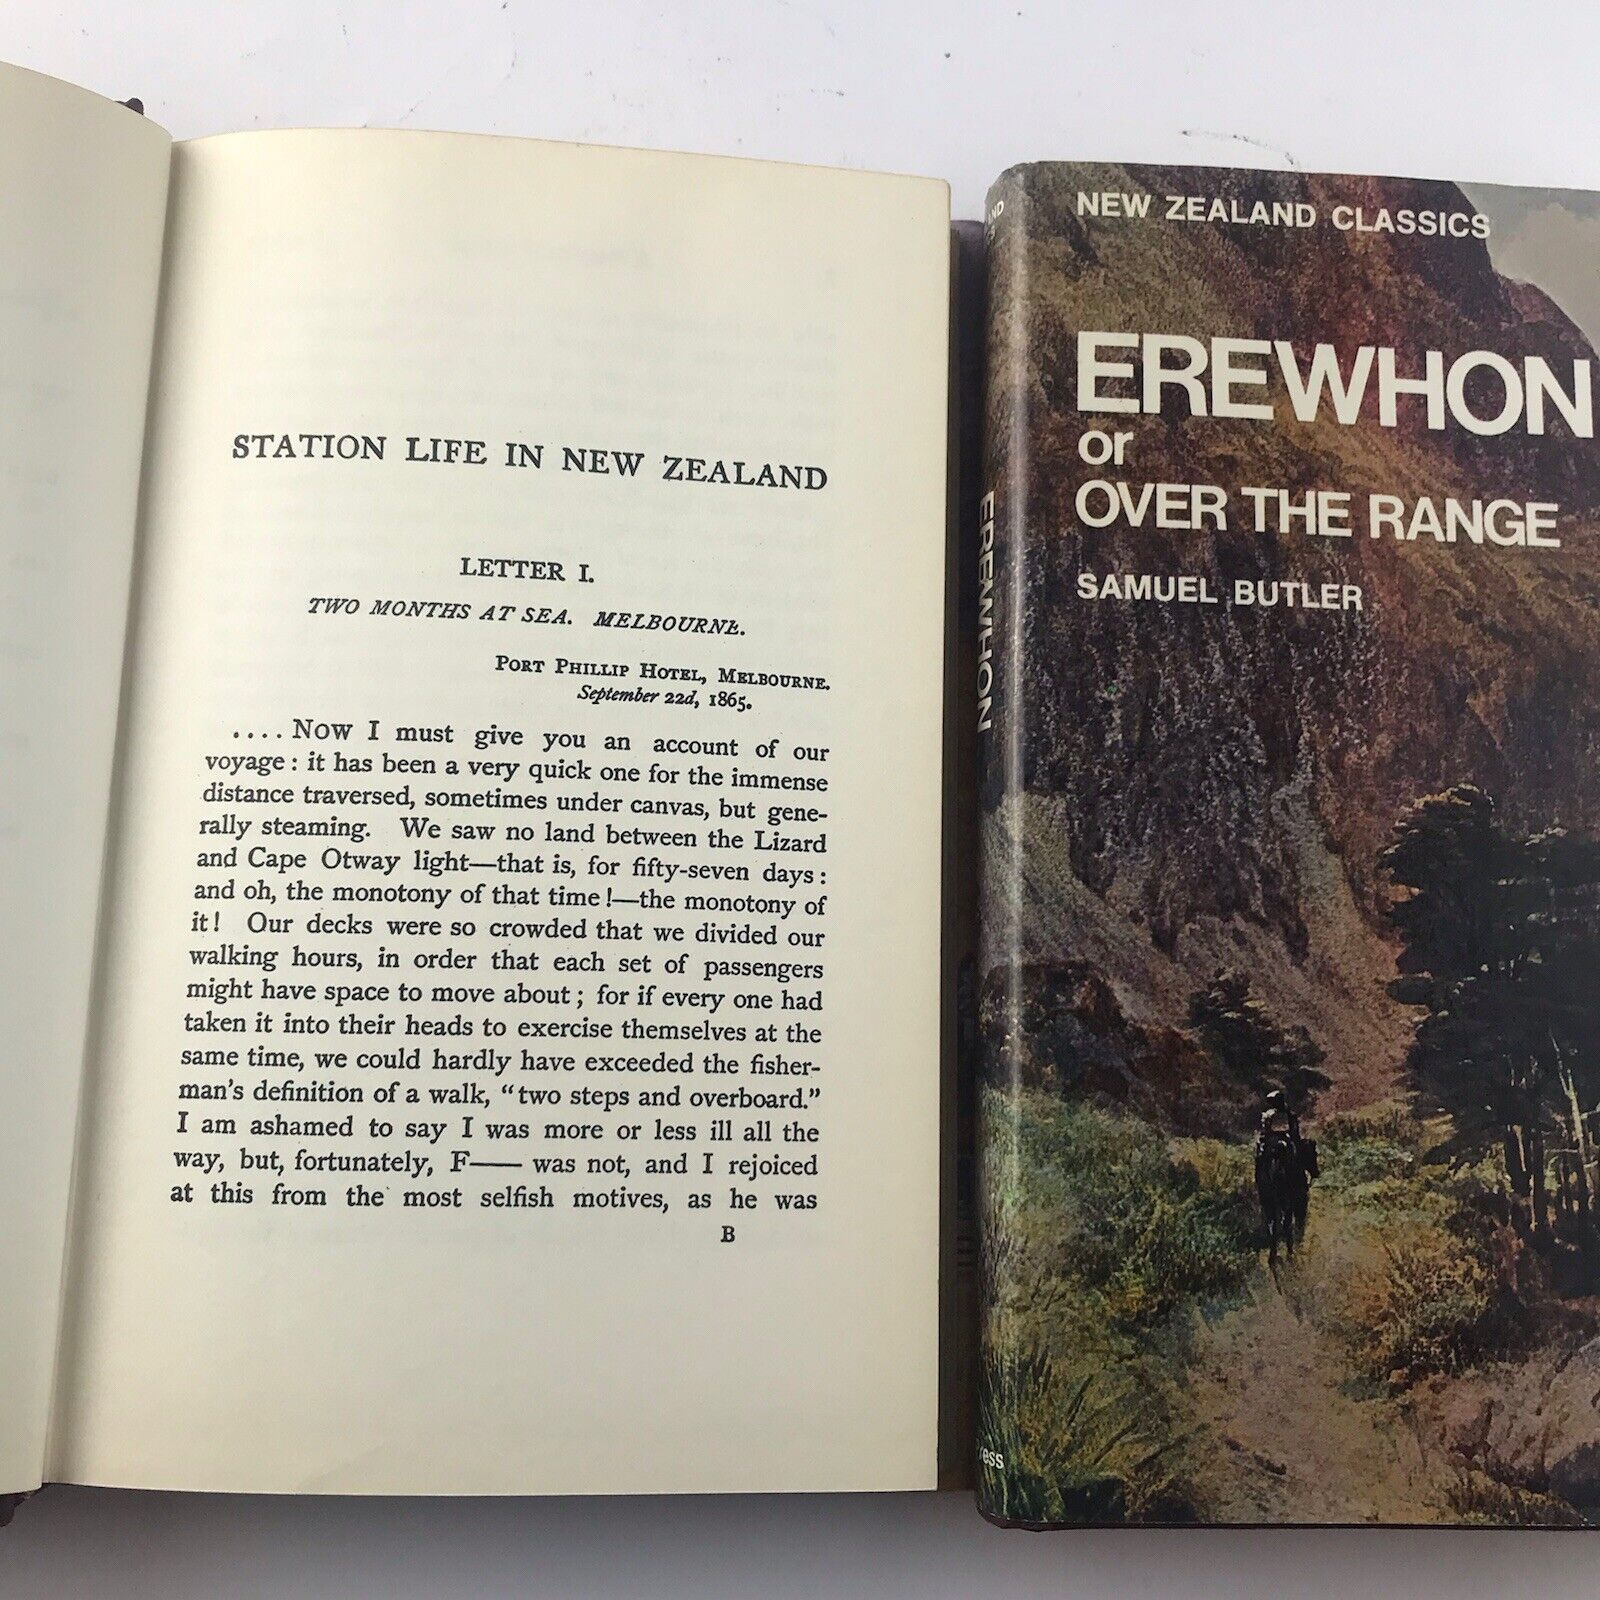 STATION LIFE IN NEW ZEALAND
LETTER I.
TWO MONTHS AT SEA. MELBOURNE.
PORT PHILLIP HOTEL, MELBOURNE.
September 22d, 1865.
.... NOW I must give you an account of our
voyage: it has been a very quick one for the immense
distance traversed, sometimes under canvas, but gene-
rally steaming. We saw no land between the Lizard
and Cape Otway light—that is, for fifty-seven days:
and oh, the monotony of that time!—the monotony of
it! Our decks were so crowded that we divided our
walking hours, in order that each set of passengers
might have space to move about; for if every one had
taken it into their heads to exercise themselves at the
same time, we could hardly have exceeded the fisher-
man's definition of a walk, "two steps and overboard."
I am ashamed to say I was more or less ill all the
way, but, fortunately, F—— was not, and I rejoiced
at this from the most selfish motives, as he was
B
NEW ZEALAND CLASSICS
EREWHON
or
OVER THE RANGE
SAMUEL BUTLER
EREWHON